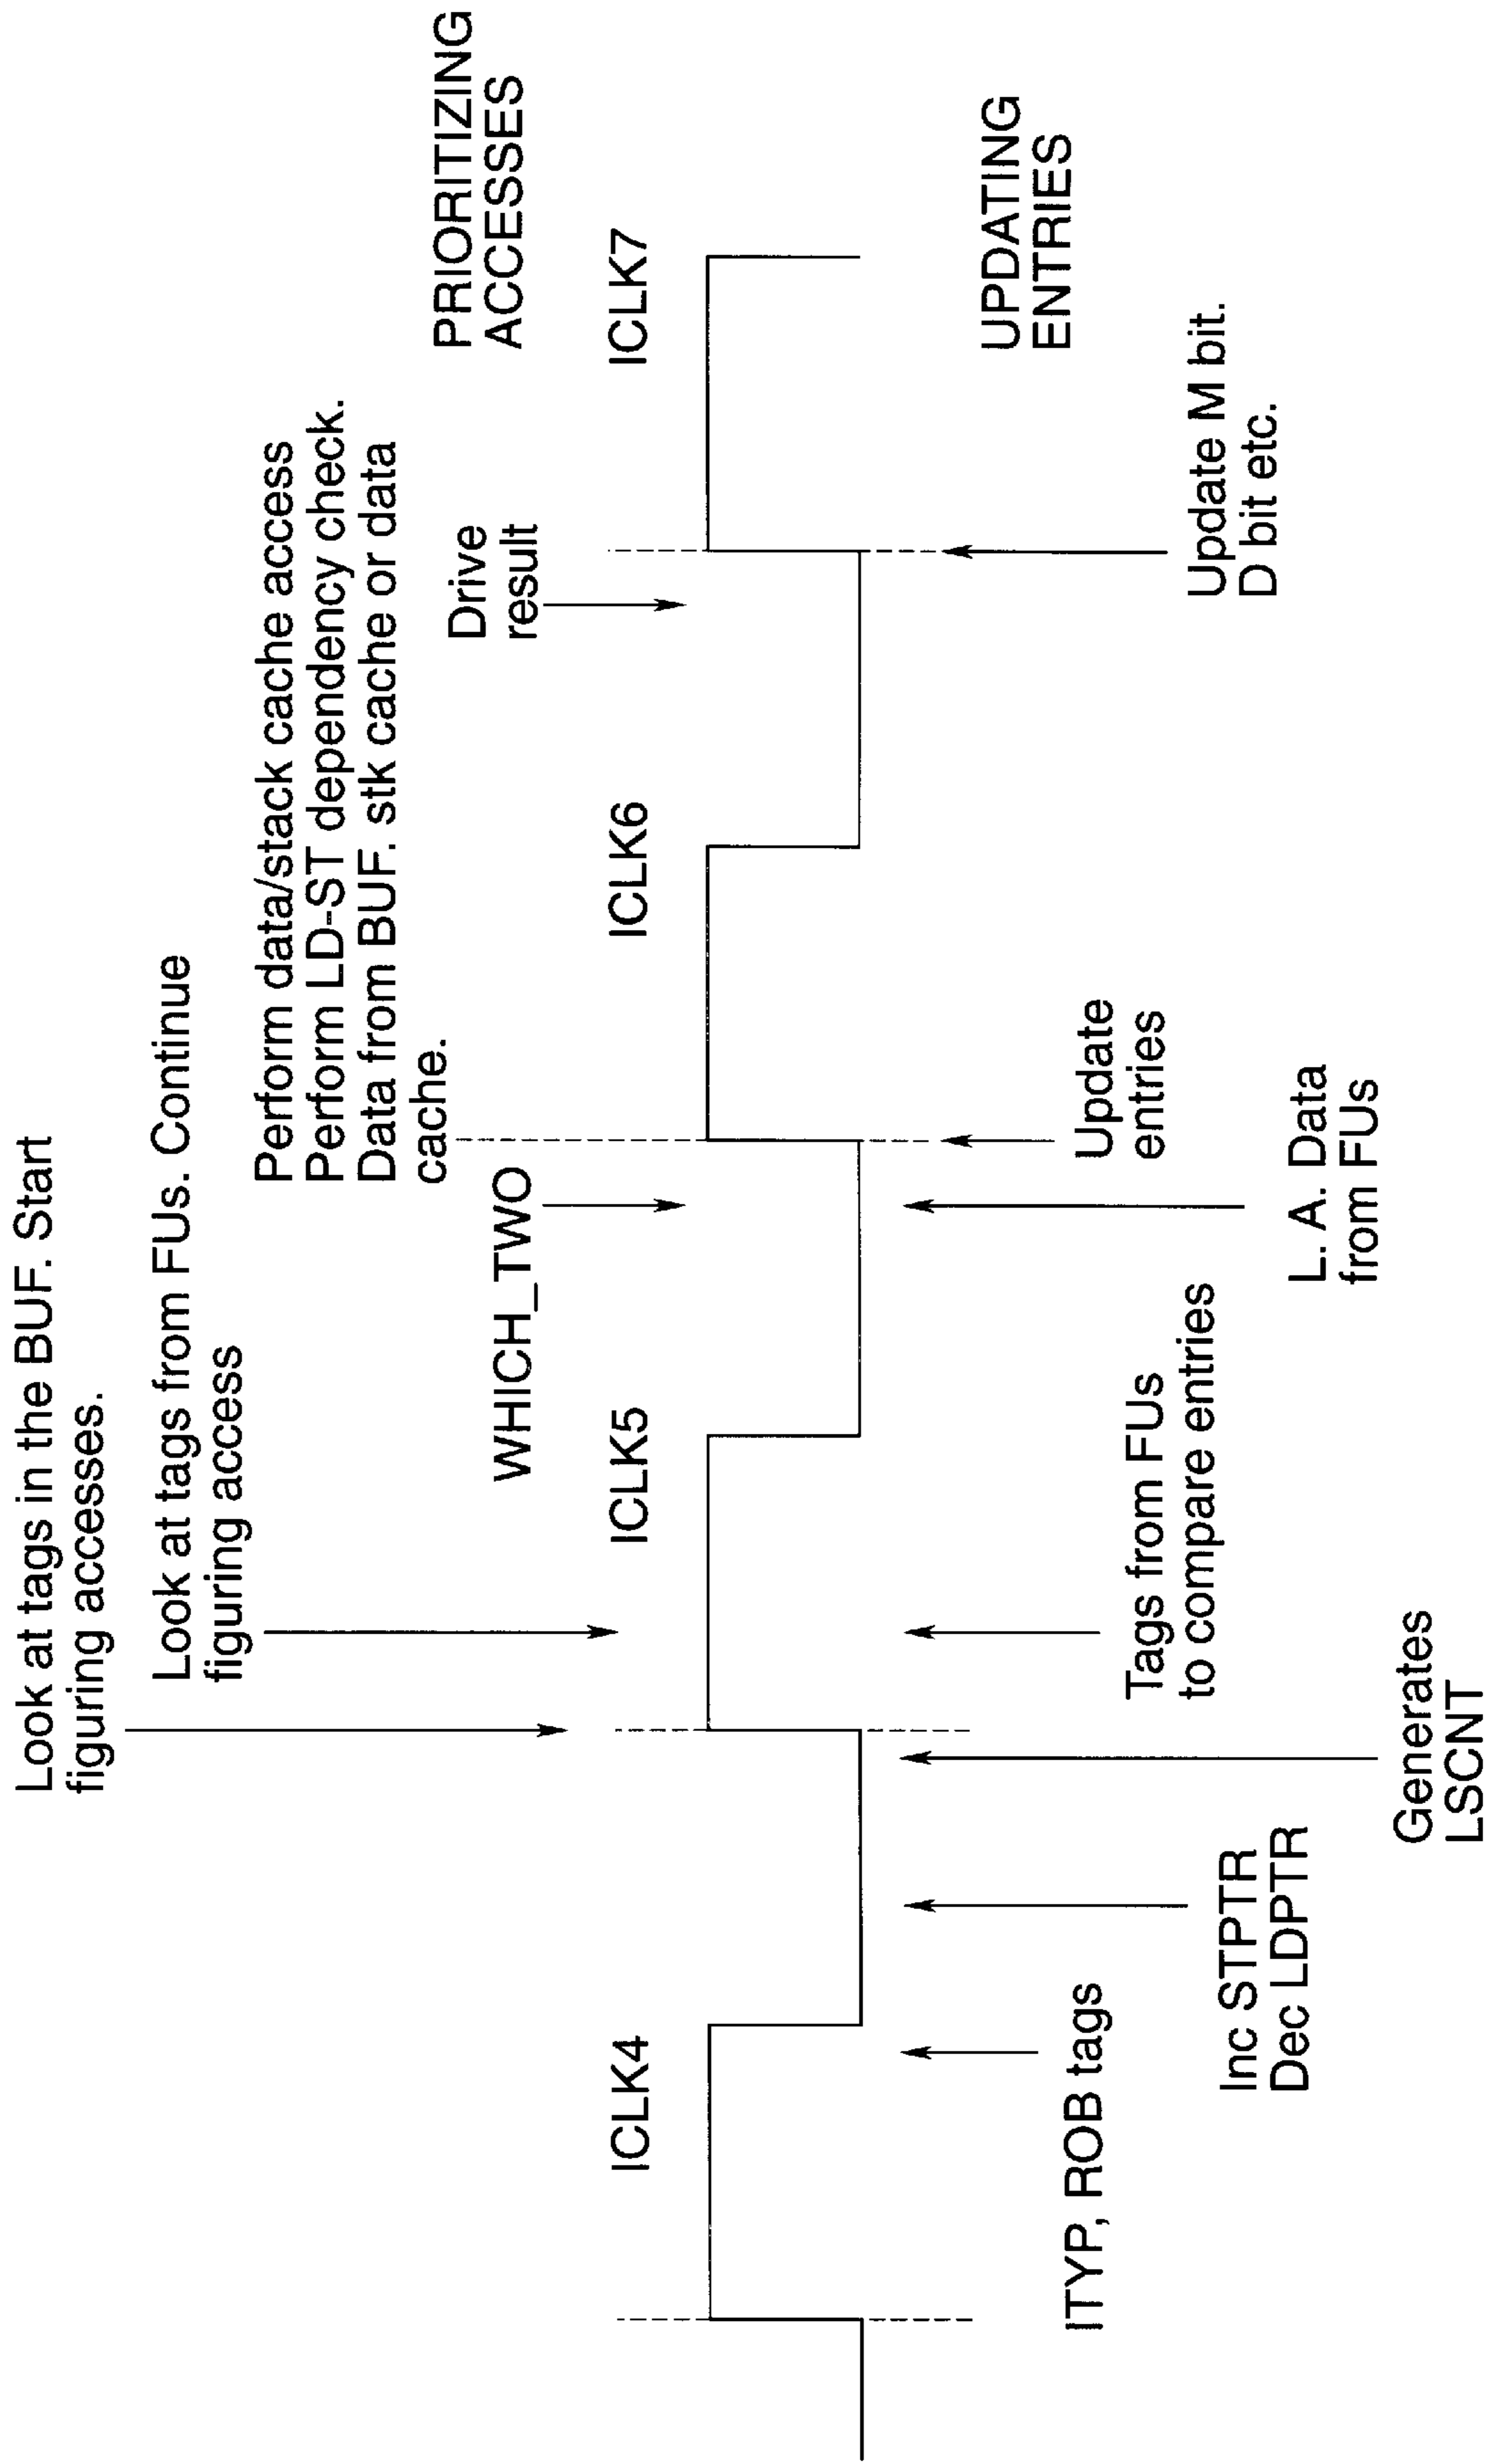 Look at tags in the BUF. Start
figuring accesses.
Look at tags from FUs. Continue
figuring access
Perform data/stack cache access
Perform LD-ST dependency check.
Data from BUF. stk cache or data
cache.
PRIORITIZING
ACCESSES
WHICH_TWO
Drive
result
ICLK4
ICLK5
ICLK6
ICLK7
UPDATING
ENTRIES
ITYP, ROB tags
Tags from FUs
to compare entries
Update
entries
Update M bit.
D bit etc.
Inc STPTR
Dec LDPTR
L. A. Data
from FUs
Generates
LSCNT